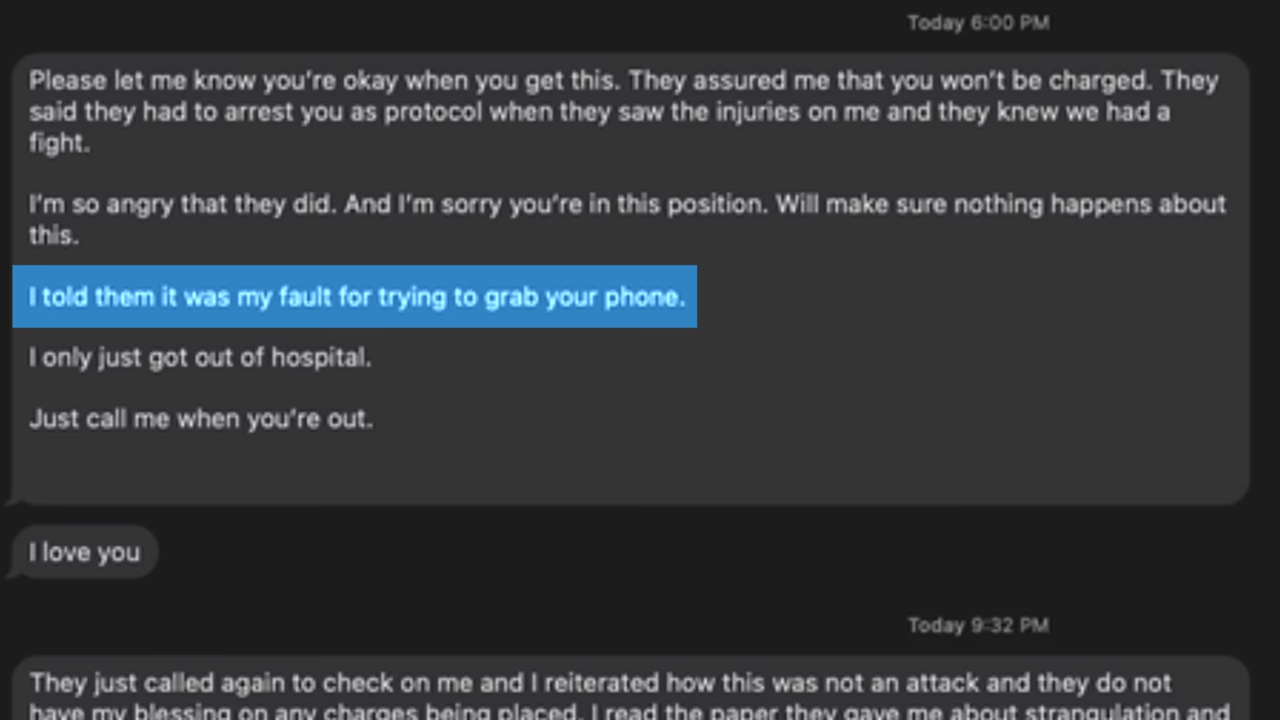 Today 6:00 PM
Please let me know you're okay when you get this. They assured me that you won't be charged. They
said they had to arrest you as protocol when they saw the injuries on me and they knew we had a
fight.
I'm so angry that they did. And I'm sorry you're in this position. Will make sure nothing happens about
this.
I told them it was my fault for trying to grab your phone.
I only just got out of hospital.
Just call me when you're out.
I love you
Today 9:32 PM
They just called again to check on me and I reiterated how this was not an attack and they do not
have my blessing on any charges being placed. I read the paper they gave me about strangulation and